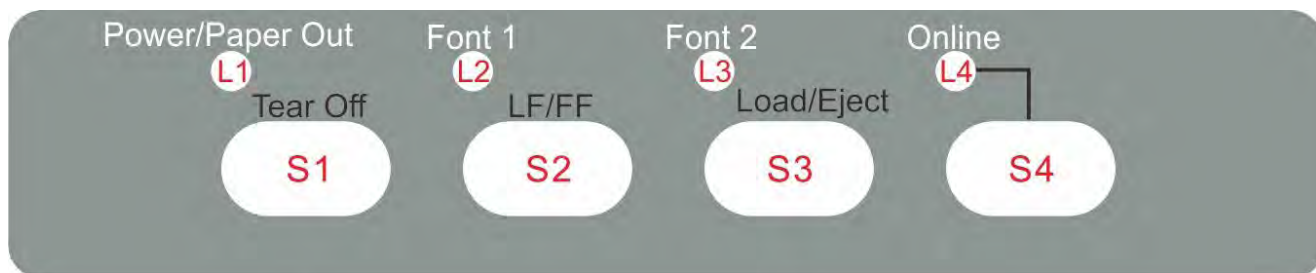 Power/Paper Out Font 1 Font 2 Online
L1 L2 L3 L4
Tear Off LF/FF Load/Eject
S1 S2 S3 S4